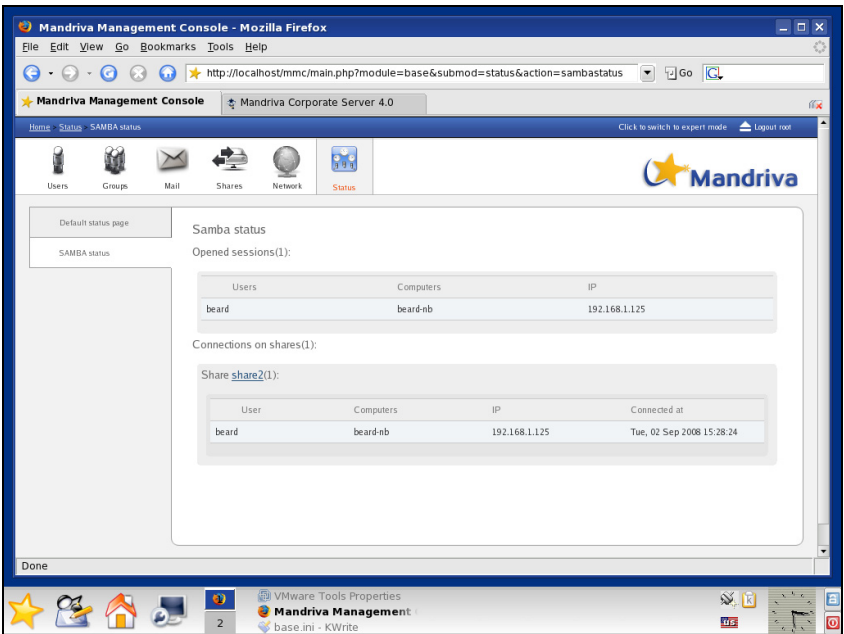 Mandriva Management Console - Mozilla Firefox
File Edit View Go Bookmarks Tools Help
http://localhost/mmc/main.php?module=base&submod=status&action=sambastatus Go
Mandriva Management Console Mandriva Corporate Server 4.0
Home > Status > SAMBA status Click to switch to expert mode Logout root
Users Groups Mail Shares Network Status
Mandriva
Default status page
SAMBA status
Samba status
Opened sessions(1):
Users Computers IP
beard beard-nb 192.168.1.125
Connections on shares(1):
Share share2(1):
User Computers IP Connected at
beard beard-nb 192.168.1.125 Tue, 02 Sep 2008 15:28:24
Done
VMware Tools Properties
Mandriva Management
2 base.ini - KWrite
us